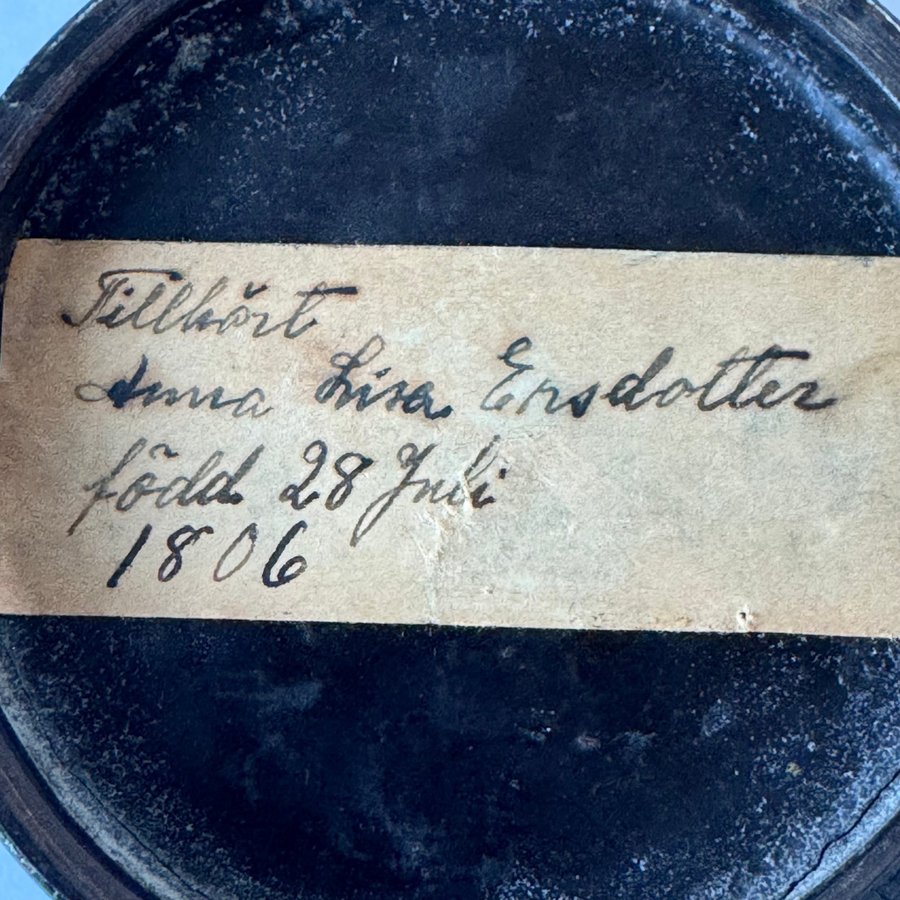 Tillhört
Anna Lisa Ersdotter
född 28 Juli
1806